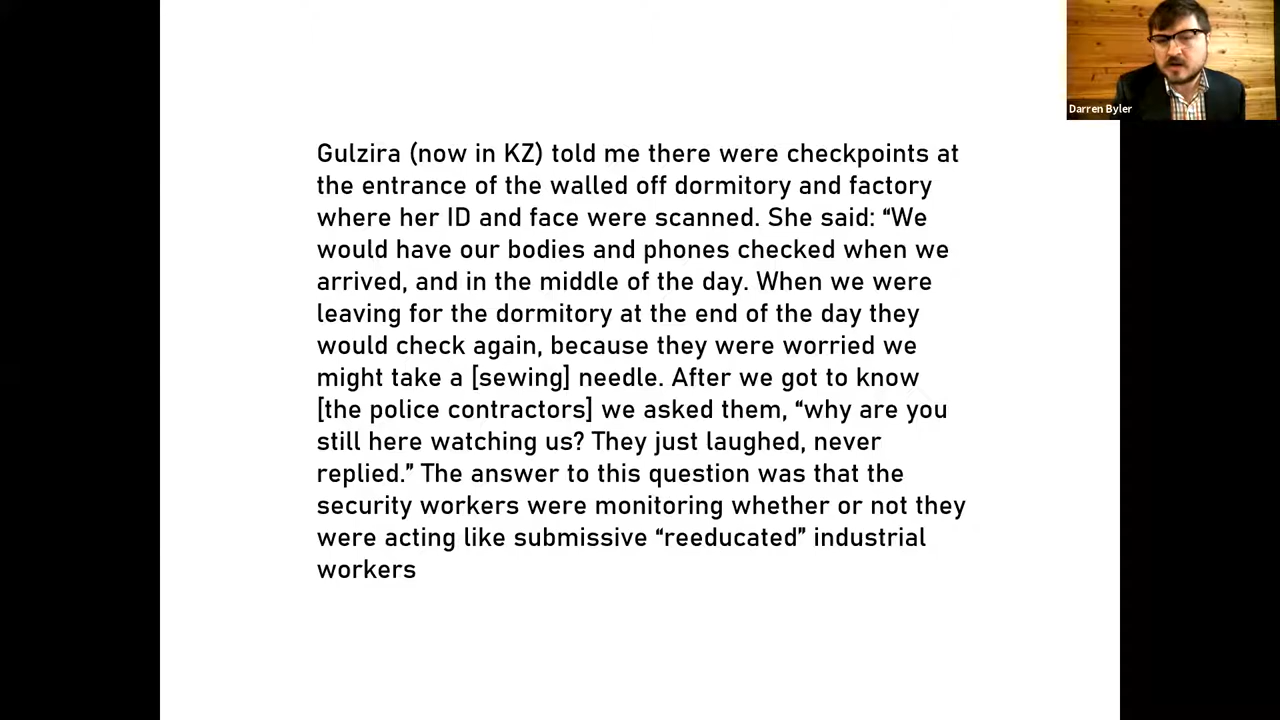 Darren Byler
Gulzira (now in KZ) told me there were checkpoints at
the entrance of the walled off dormitory and factory
where her ID and face were scanned. She said: “We
would have our bodies and phones checked when we
arrived, and in the middle of the day. When we were
leaving for the dormitory at the end of the day they
would check again, because they were worried we
might take a [sewing] needle. After we got to know
[the police contractors] we asked them, “why are you
still here watching us? They just laughed, never
replied.” The answer to this question was that the
security workers were monitoring whether or not they
were acting like submissive “reeducated” industrial
workers